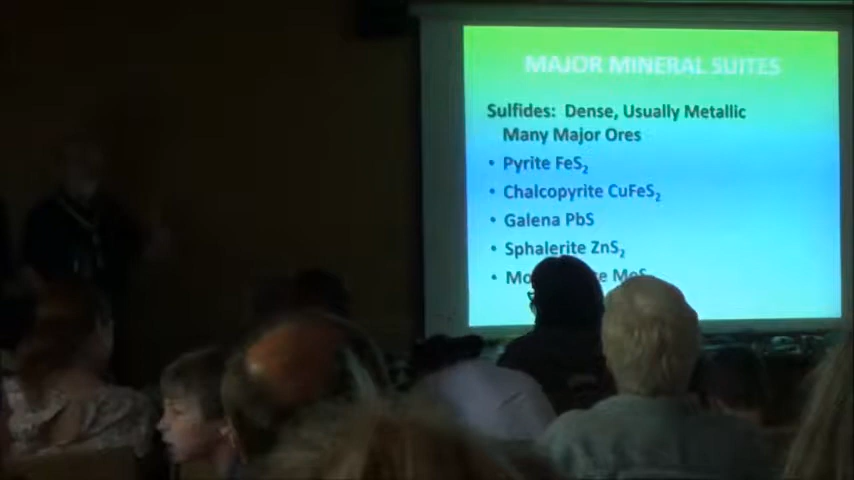 MAJOR MINERAL SUITES
Sulfides: Dense, Usually Metallic
Many Major Ores
• Pyrite FeS₂
• Chalcopyrite CuFeS₂
• Galena PbS
• Sphalerite ZnS₂
•